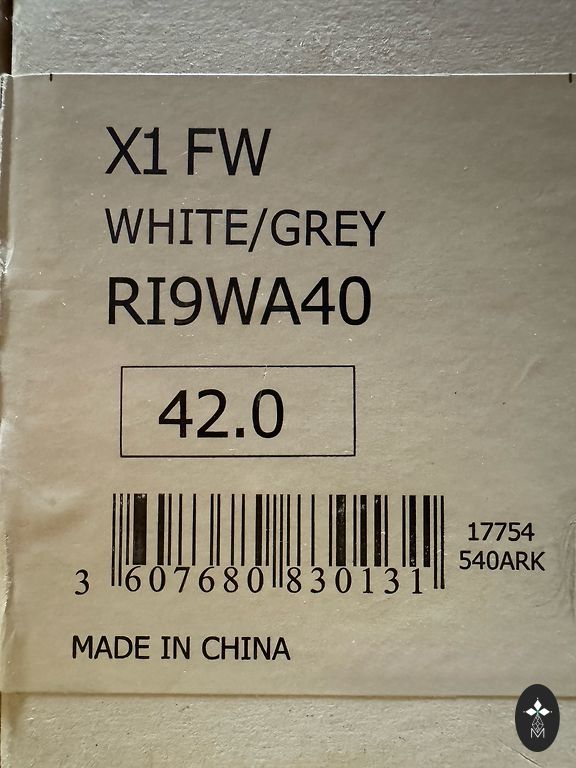 X1 FW
WHITE/GREY
RI9WA40
42.0
17754
540ARK
3 607680 830131
MADE IN CHINA
M